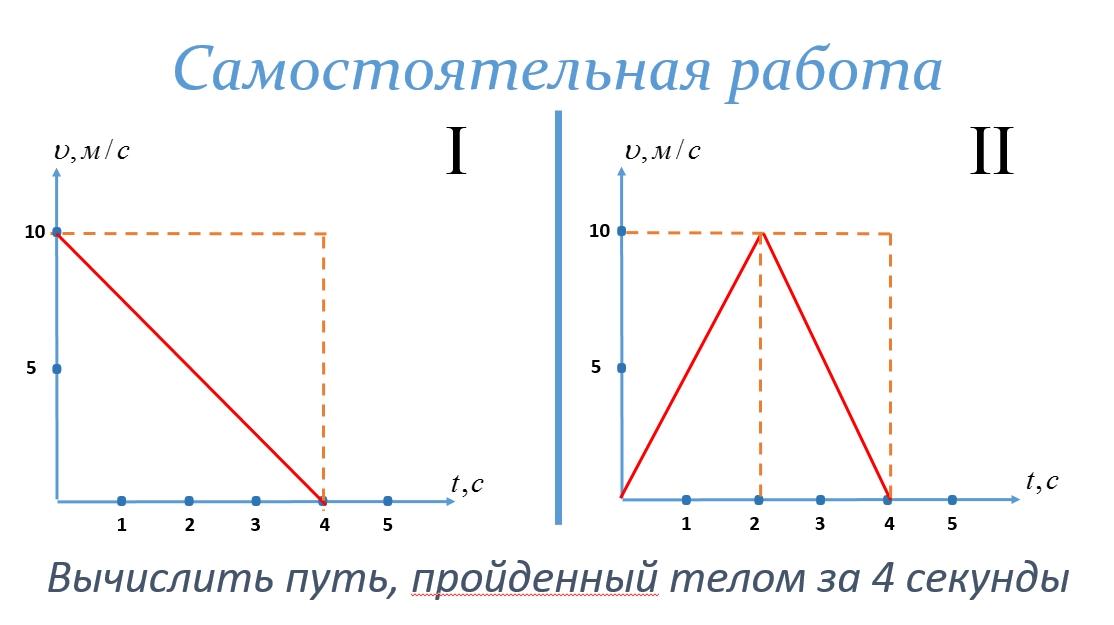 Самостоятельная работа
I
υ, м / с
10
5
t, с
1 2 3 4 5
II
υ, м / с
10
5
t, с
1 2 3 4 5
Вычислить путь, пройденный телом за 4 секунды